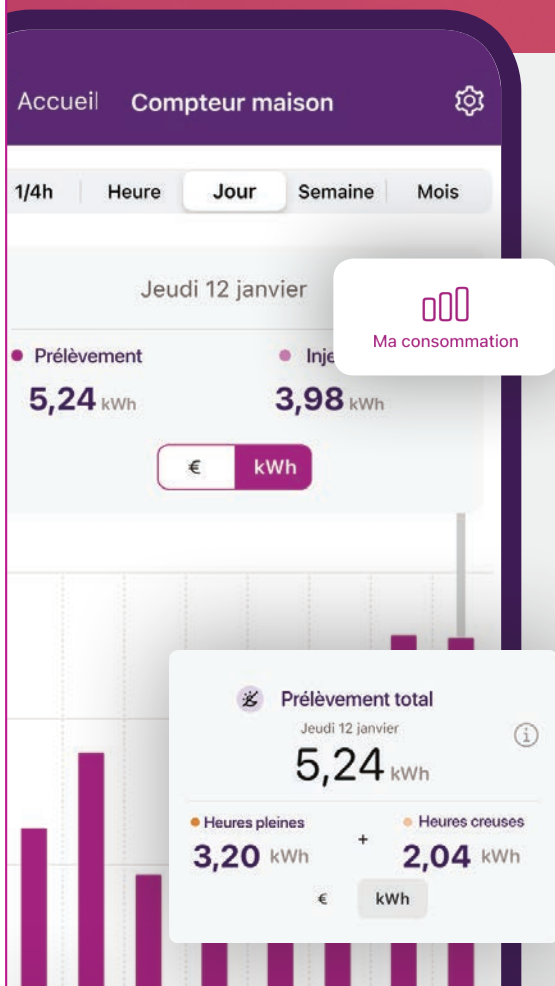 Accueil Compteur maison
1/4h Heure Jour Semaine Mois
Jeudi 12 janvier
Ma consommation
Prélèvement
Inje
5,24 kWh
3,98 kWh
€ kWh
Prélèvement total
Jeudi 12 janvier
5,24 kWh
Heures pleines
Heures creuses
3,20 kWh
+
2,04 kWh
€ kWh